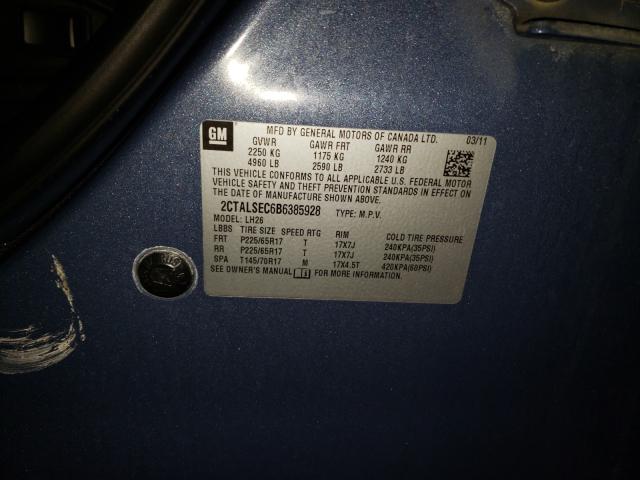 GM
MFD BY GENERAL MOTORS OF CANADA LTD. 03/11
GVWR GAWR FRT GAWR RR
2250 KG 1175 KG 1240 KG
4960 LB 2590 LB 2733 LB
THIS VEHICLE CONFORMS TO ALL APPLICABLE U.S. FEDERAL MOTOR
VEHICLE SAFETY AND THEFT PREVENTION STANDARDS IN EFFECT ON
THE DATE OF MANUFACTURE SHOWN ABOVE.
2CTALSEC6B6385928 TYPE: M.P.V.
MODEL: LH26
LBBS TIRE SIZE SPEED RTG RIM COLD TIRE PRESSURE
FRT P225/65R17 T 17X7J 240KPA(35PSI)
RR P225/65R17 T 17X7J 240KPA(35PSI)
SPA T145/70R17 M 17X4.5T 420KPA(60PSI)
SEE OWNER'S MANUAL FOR MORE INFORMATION.